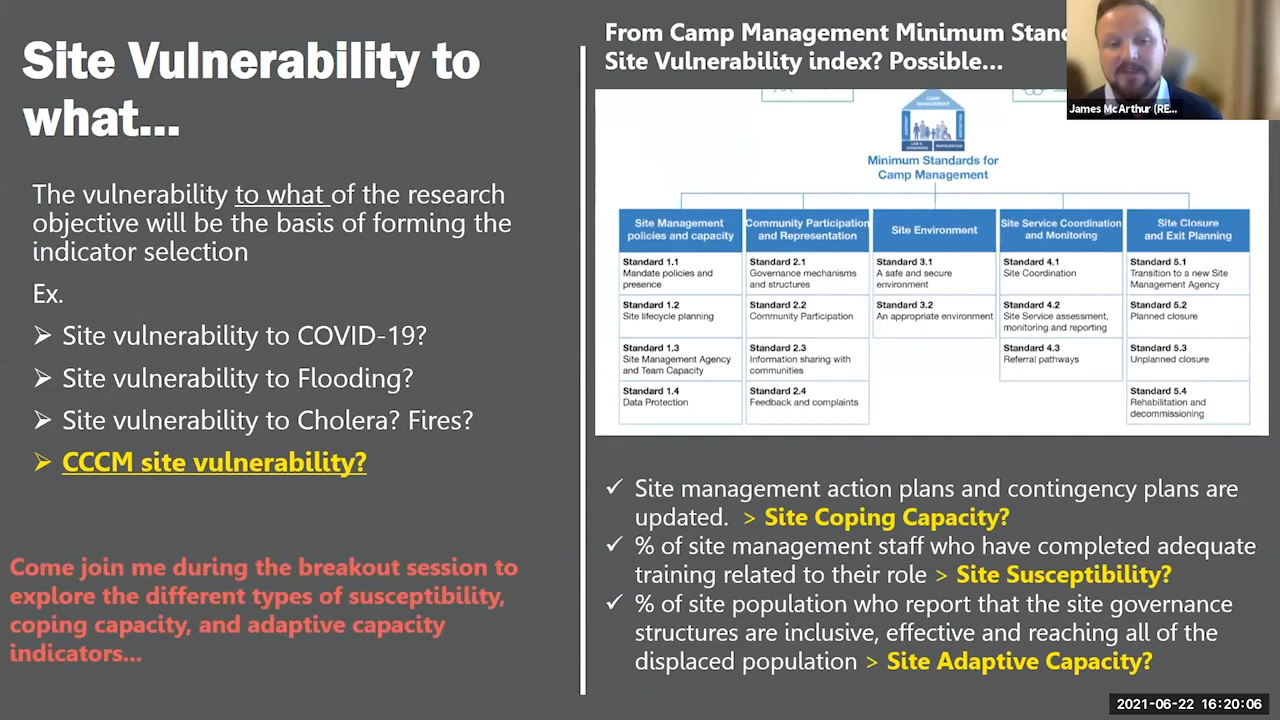 Site Vulnerability to
what...
The vulnerability to what of the research
objective will be the basis of forming the
indicator selection
Ex.
Site vulnerability to COVID-19?
Site vulnerability to Flooding?
Site vulnerability to Cholera? Fires?
CCCM site vulnerability?
Come join me during the breakout session to
explore the different types of susceptibility,
coping capacity, and adaptive capacity
indicators...
From Camp Management Minimum
Site Vulnerability index? Possible...
James McArthur (RE...
CAMP
MANAGEMENT
PARTICIPATION
Minimum Standards for
Camp Management
Site Management
policies and capacity
Standard 1.1
Mandate policies and
presence
Standard 1.2
Site lifecycle planning
Standard 1.3
Site Management Agency
and Team Capacity
Standard 1.4
Data Protection
Community Participation
and Representation
Standard 2.1
Governance mechanisms
and structures
Standard 2.2
Community Participation
Standard 2.3
Information sharing with
communities
Standard 2.4
Feedback and complaints
Site Environment
Standard 3.1
A safe and secure
environment
Standard 3.2
An appropriate environment
Site Service Coordination
and Monitoring
Standard 4.1
Site Coordination
Standard 4.2
Site Service assessment,
monitoring and reporting
Standard 4.3
Referral pathways
Site Closure
and Exit Planning
Standard 5.1
Transition to a new Site
Management Agency
Standard 5.2
Planned closure
Standard 5.3
Unplanned closure
Standard 5.4
Rehabilitation and
decommissioning
Site management action plans and contingency plans are
updated. > Site Coping Capacity?
% of site management staff who have completed adequate
training related to their role > Site Susceptibility?
% of site population who report that the site governance
structures are inclusive, effective and reaching all of the
displaced population > Site Adaptive Capacity?
2021-06-22 16:20:06